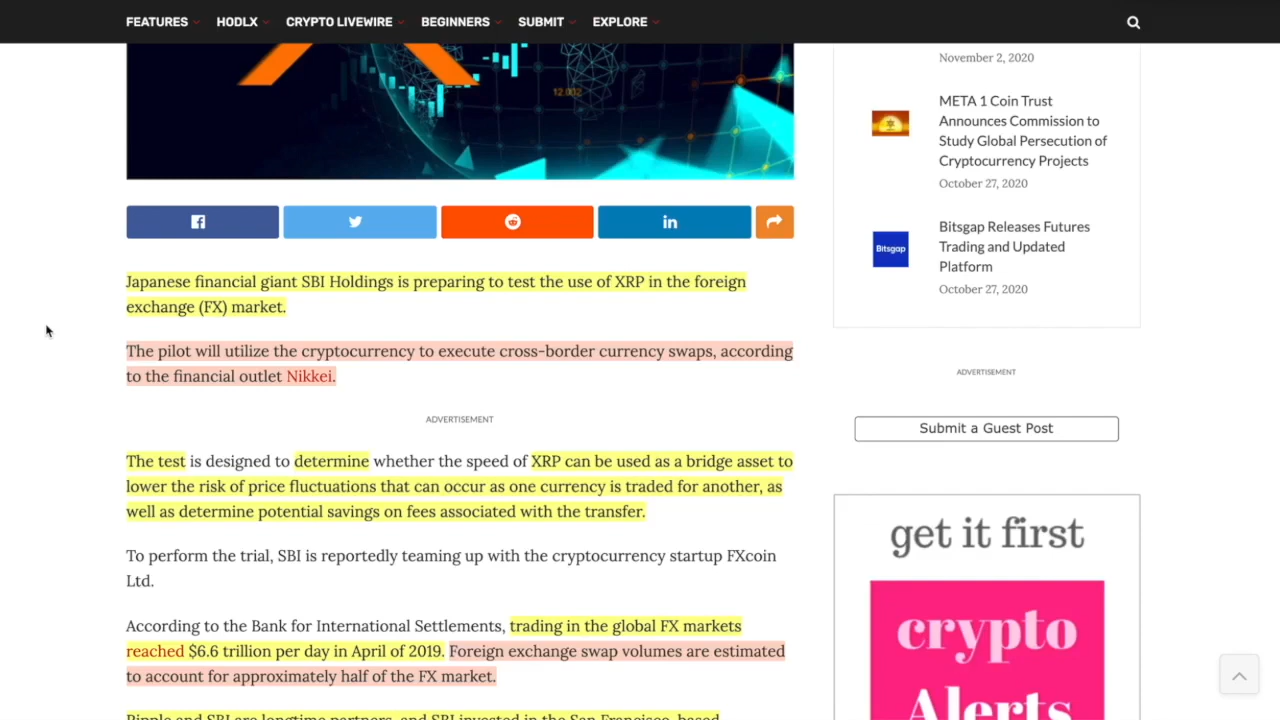 FEATURES HODLX CRYPTO LIVEWIRE BEGINNERS SUBMIT EXPLORE
12.002
Japanese financial giant SBI Holdings is preparing to test the use of XRP in the foreign
exchange (FX) market.
The pilot will utilize the cryptocurrency to execute cross-border currency swaps, according
to the financial outlet Nikkei.
ADVERTISEMENT
The test is designed to determine whether the speed of XRP can be used as a bridge asset to
lower the risk of price fluctuations that can occur as one currency is traded for another, as
well as determine potential savings on fees associated with the transfer.
To perform the trial, SBI is reportedly teaming up with the cryptocurrency startup FXcoin
Ltd.
According to the Bank for International Settlements, trading in the global FX markets
reached $6.6 trillion per day in April of 2019. Foreign exchange swap volumes are estimated
to account for approximately half of the FX market.
Ripple and SBI are longtime partners, and SBI invested in the San Francisco-based
November 2, 2020
META 1 Coin Trust
Announces Commission to
Study Global Persecution of
Cryptocurrency Projects
October 27, 2020
Bitsgap
Bitsgap Releases Futures
Trading and Updated
Platform
October 27, 2020
ADVERTISEMENT
Submit a Guest Post
get it first
crypto
Alerts